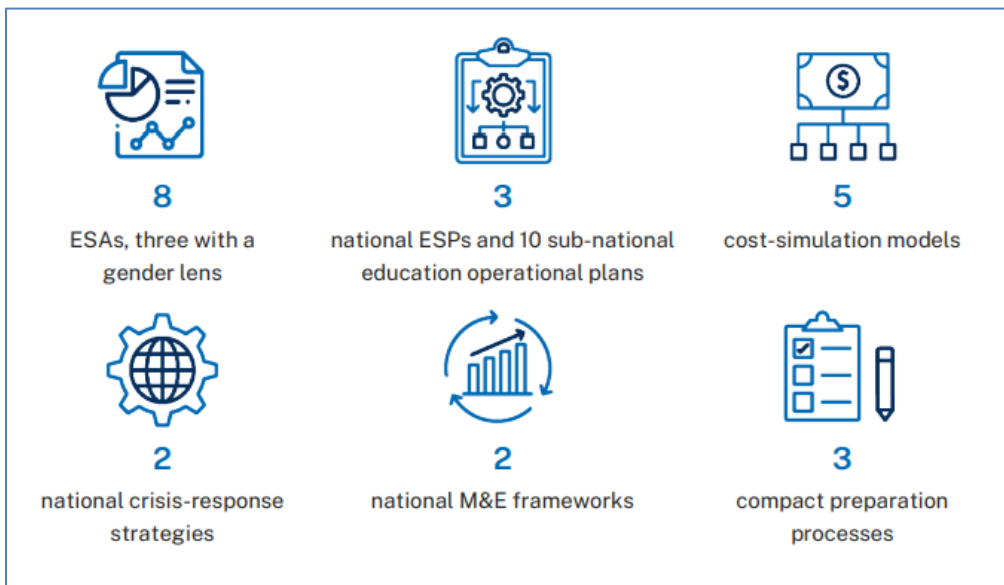 8
ESAs, three with a
gender lens
3
national ESPs and 10 sub-national
education operational plans
$
5
cost-simulation models
2
national crisis-response
strategies
2
national M&E frameworks
3
compact preparation
processes